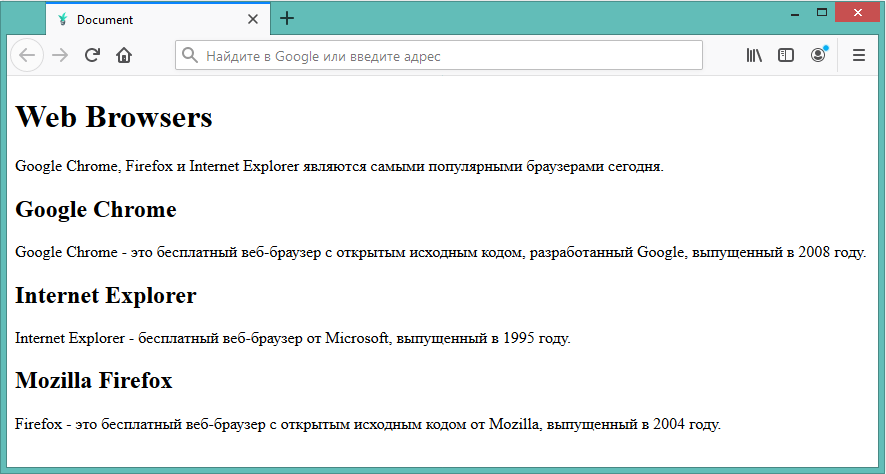 Document
Найдите в Google или введите адрес
Web Browsers
Google Chrome, Firefox и Internet Explorer являются самыми популярными браузерами сегодня.
Google Chrome
Google Chrome - это бесплатный веб-браузер с открытым исходным кодом, разработанный Google, выпущенный в 2008 году.
Internet Explorer
Internet Explorer - бесплатный веб-браузер от Microsoft, выпущенный в 1995 году.
Mozilla Firefox
Firefox - это бесплатный веб-браузер с открытым исходным кодом от Mozilla, выпущенный в 2004 году.